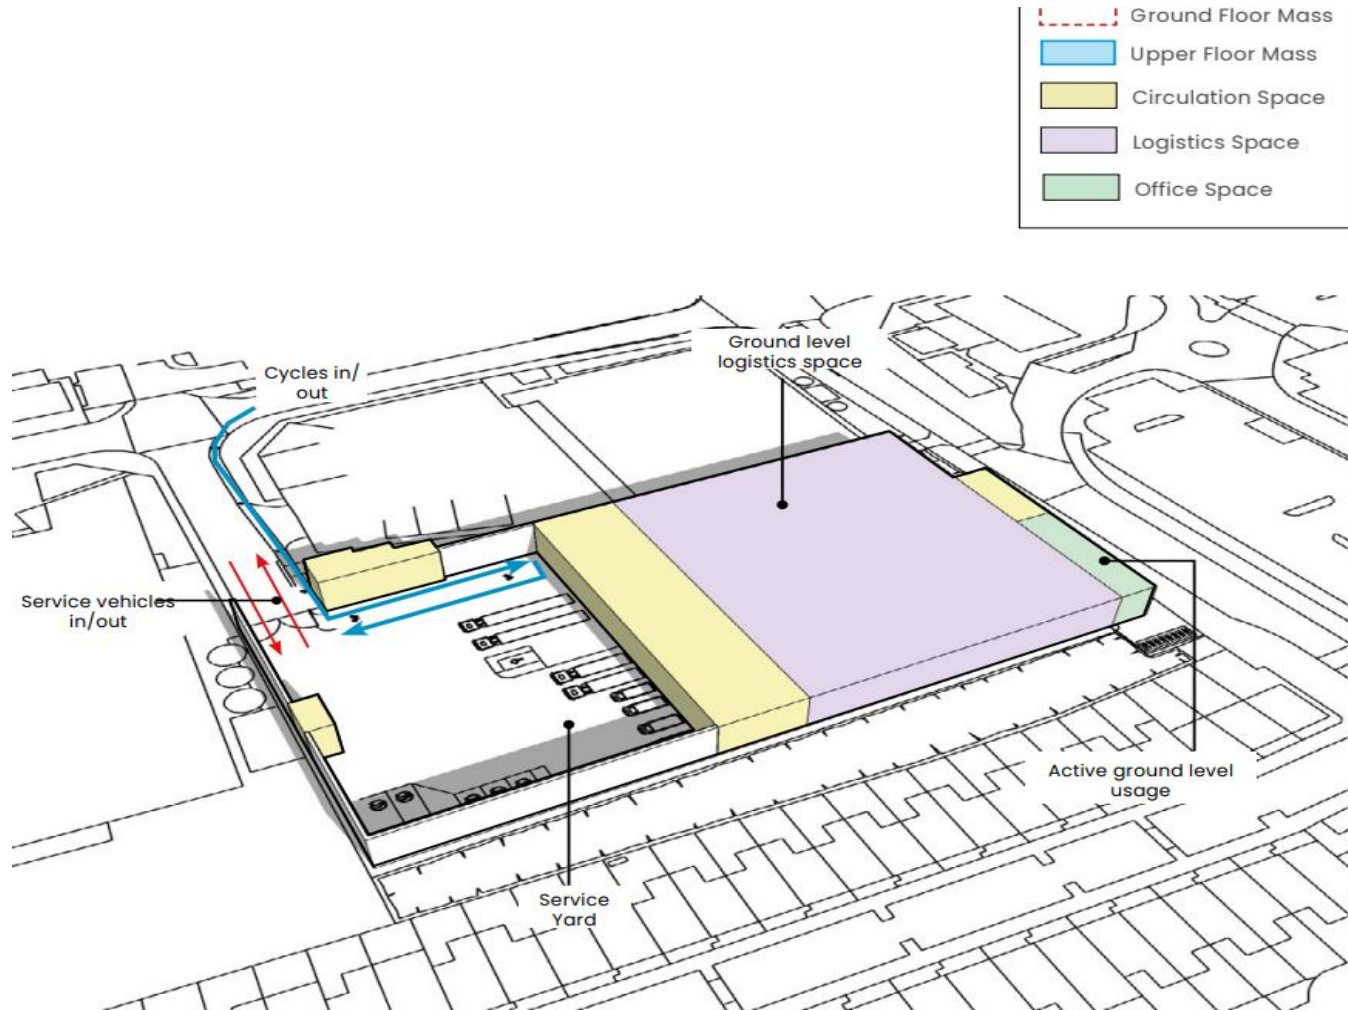 Ground Floor Mass
Upper Floor Mass
Circulation Space
Logistics Space
Office Space
Ground level
logistics space
Cycles in/
out
Service vehicles
in/out
Active ground level
usage
Service
Yard